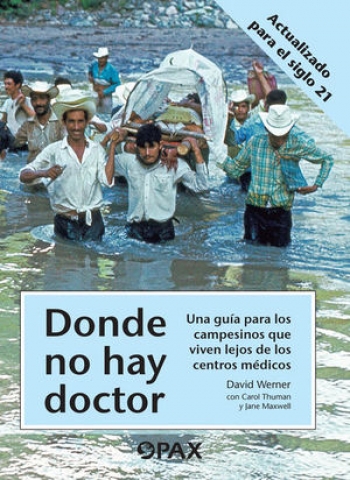 Actualizado
para el siglo 21
Donde
no hay
doctor
Una guía para los
campesinos que
viven lejos de los
centros médicos
David Werner
con Carol Thuman
y Jane Maxwell
PAX